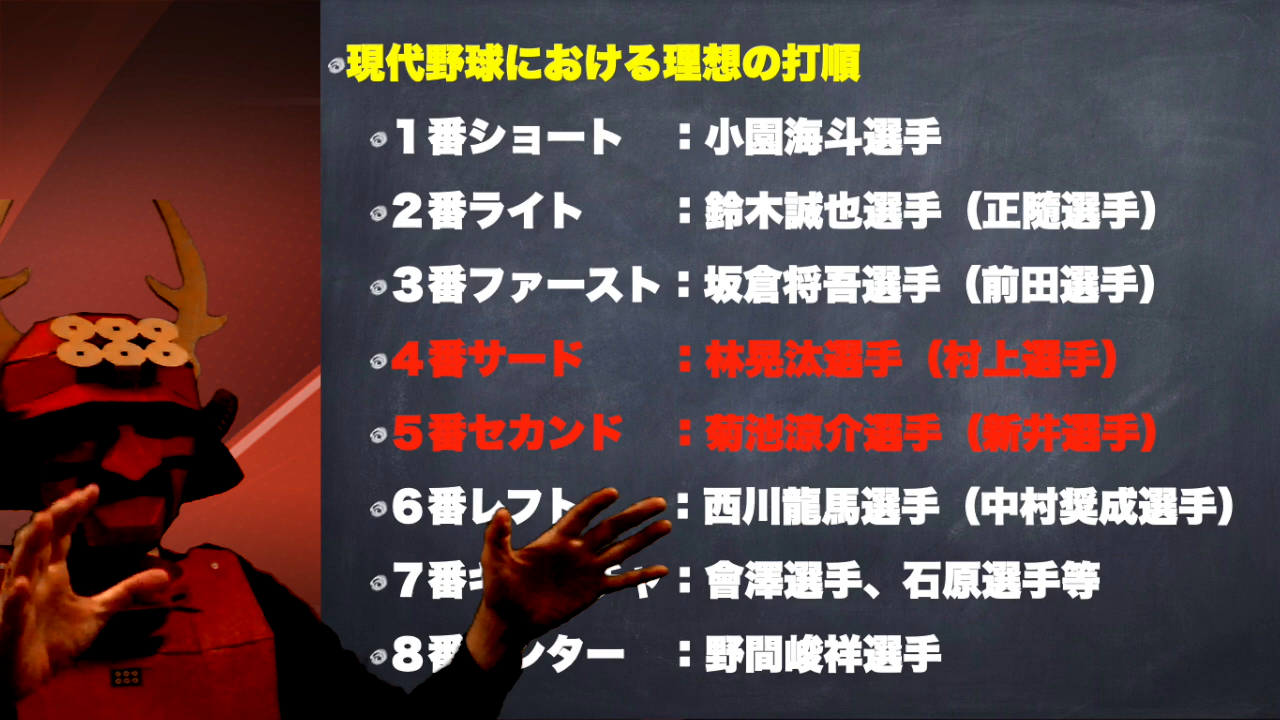 現代野球における理想の打順
1番ショート ：小園海斗選手
2番ライト ：鈴木誠也選手（正隨選手）
3番ファースト：坂倉将吾選手（前田選手）
4番サード ：林晃汰選手（村上選手）
5番セカンド ：菊池涼介選手（新井選手）
6番レフト ：西川龍馬選手（中村奨成選手）
7番 ：會澤選手、石原選手等
8番ンター ：野間峻祥選手